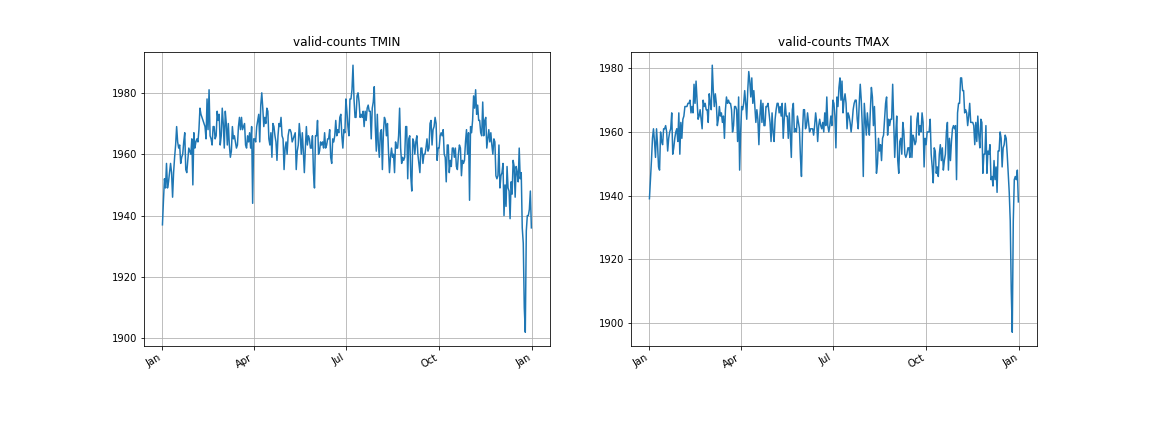 valid-counts TMIN
1980
1960
1940
1920
1900
Jan
Apr
Jul
Oct
Jan
valid-counts TMAX
1980
1960
1940
1920
1900
Jan
Apr
Jul
Oct
Jan